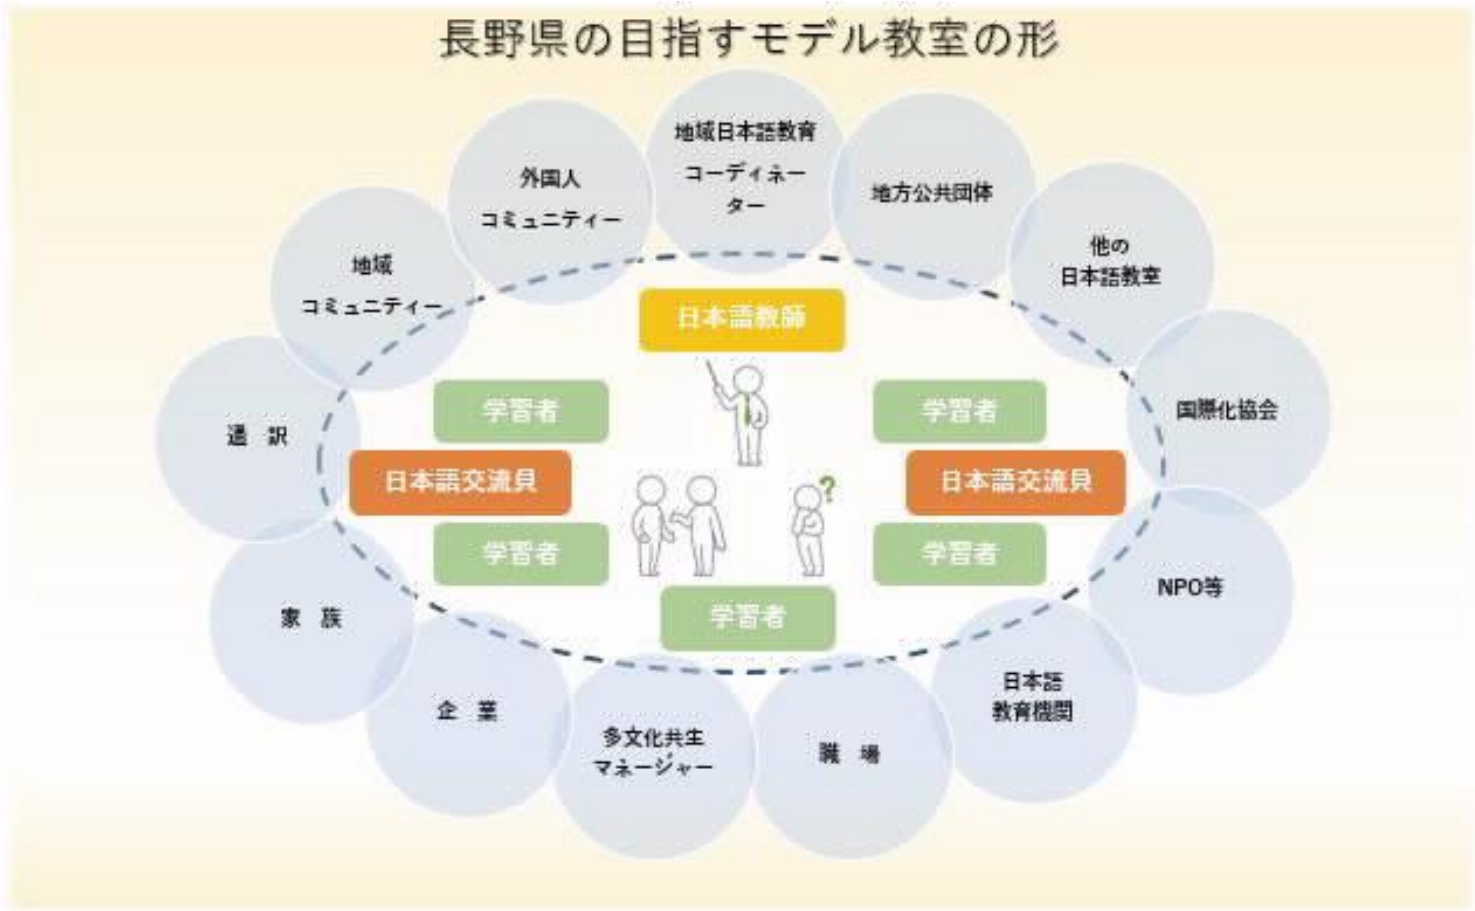 長野県の目指すモデル教室の形
地域日本語教育
コーディネー
ター
外国人
コミュニティー
地方公共団体
地域
コミュニティー
他の
日本語教室
日本語教師
学習者
学習者
国際化協会
通　訳
日本語交流員
日本語交流員
?
学習者
学習者
NPO等
家　族
学習者
日本語
教育機関
企　業
多文化共生
マネージャー
職　場